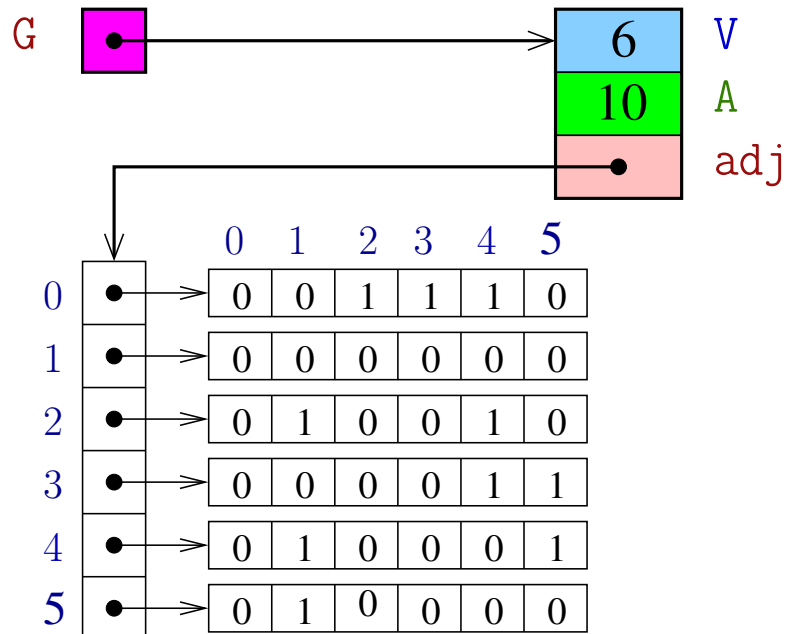 G 6 V
10 A
adj
0 1 2 3 4 5
0 0 0 1 1 1 0
1 0 0 0 0 0 0
2 0 1 0 0 1 0
3 0 0 0 0 1 1
4 0 1 0 0 0 1
5 0 1 0 0 0 0